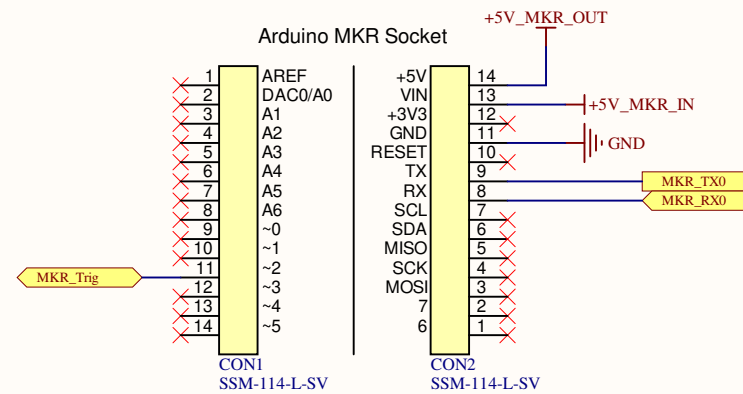 +5V_MKR_OUT
Arduino MKR Socket
1 AREF +5V 14
2 DAC0/A0 VIN 13 +5V_MKR_IN
3 A1 +3V3 12
4 A2 GND 11 GND
5 A3 RESET 10
6 A4 TX 9 MKR_TX0
7 A5 RX 8 MKR_RX0
8 A6 SCL 7
9 ~0 SDA 6
10 ~1 MISO 5
MKR_Trig 11 ~2 SCK 4
12 ~3 MOSI 3
13 ~4 7 2
14 ~5 6 1
CON1 CON2
SSM-114-L-SV SSM-114-L-SV